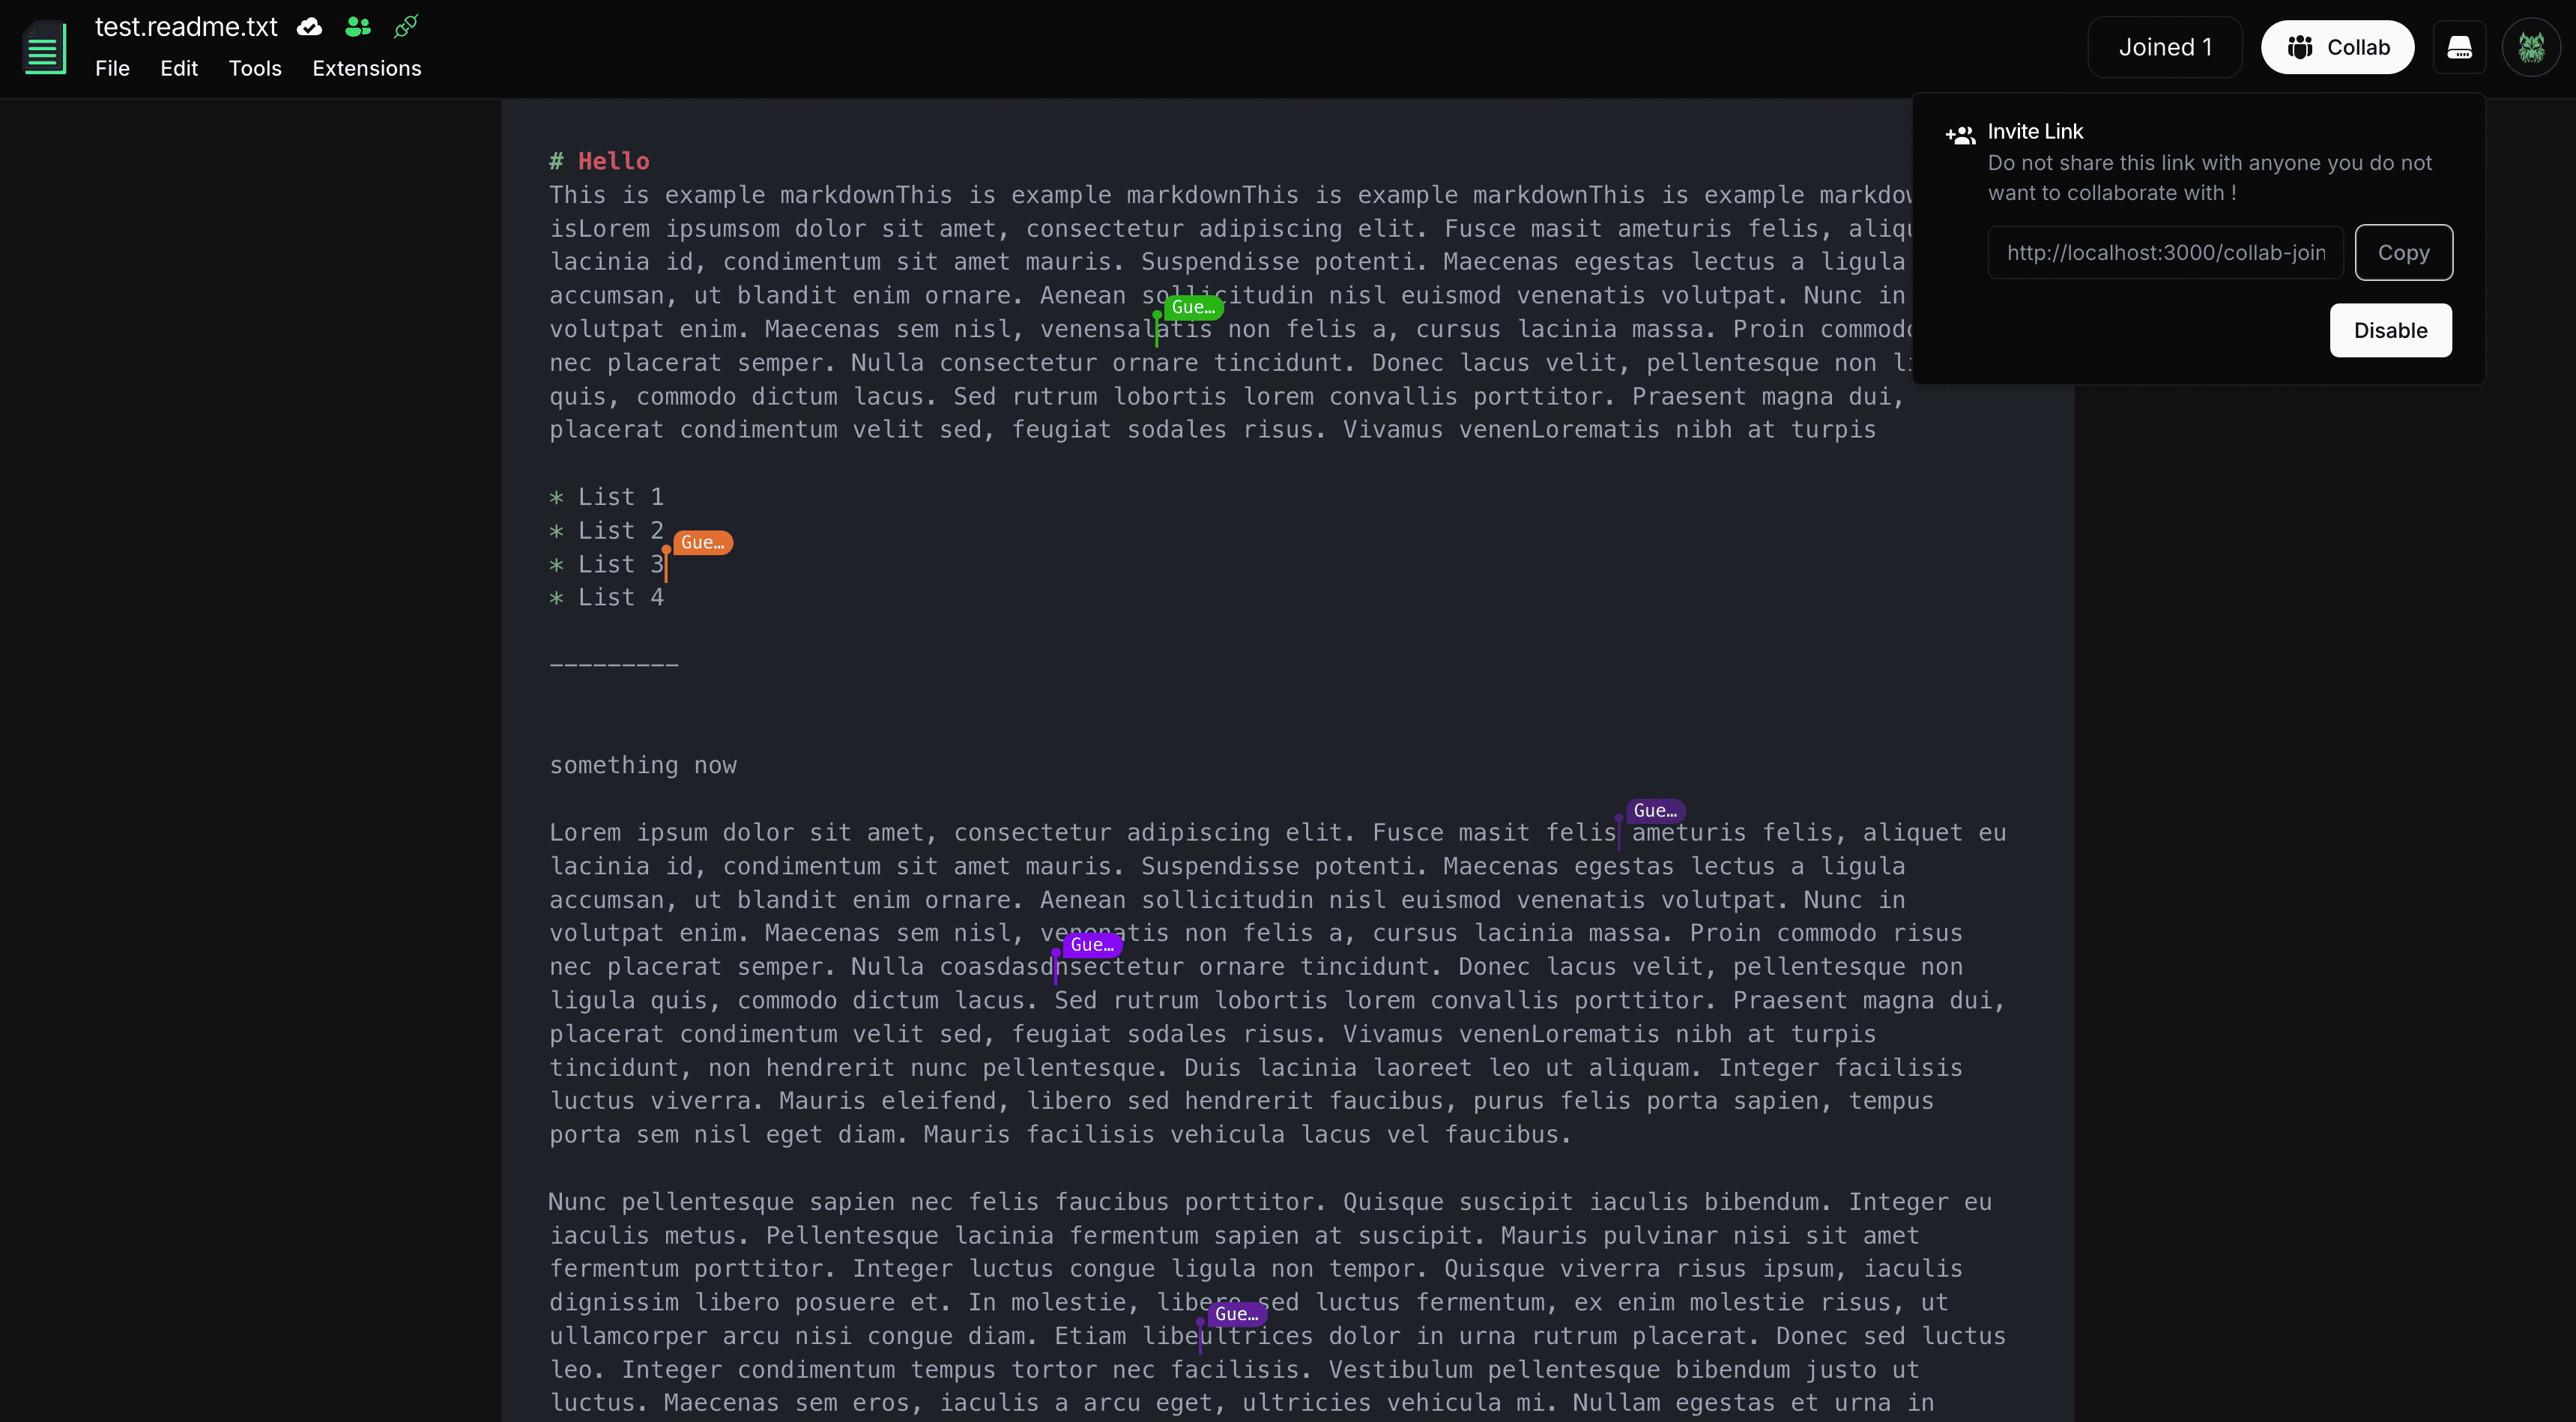 test.readme.txt
File Edit Tools Extensions
Joined 1
Collab
Invite Link
Do not share this link with anyone you do not
want to collaborate with !
http://localhost:3000/collab-join
Copy
Disable
# Hello
This is example markdownThis is example markdownThis is example markdownThis is example markdow
isLorem ipsumsom dolor sit amet, consectetur adipiscing elit. Fusce masit ameturis felis, aliqu
lacinia id, condimentum sit amet mauris. Suspendisse potenti. Maecenas egestas lectus a ligula
accumsan, ut blandit enim ornare. Aenean sollicitudin nisl euismod venenatis volutpat. Nunc in
Gue…
volutpat enim. Maecenas sem nisl, venensalatis non felis a, cursus lacinia massa. Proin commodo
nec placerat semper. Nulla consectetur ornare tincidunt. Donec lacus velit, pellentesque non li
quis, commodo dictum lacus. Sed rutrum lobortis lorem convallis porttitor. Praesent magna dui,
placerat condimentum velit sed, feugiat sodales risus. Vivamus venenLorematis nibh at turpis
* List 1
* List 2
Gue…
* List 3
* List 4
_________
something now
Gue…
Lorem ipsum dolor sit amet, consectetur adipiscing elit. Fusce masit felis ameturis felis, aliquet eu
lacinia id, condimentum sit amet mauris. Suspendisse potenti. Maecenas egestas lectus a ligula
accumsan, ut blandit enim ornare. Aenean sollicitudin nisl euismod venenatis volutpat. Nunc in
volutpat enim. Maecenas sem nisl, venenatis non felis a, cursus lacinia massa. Proin commodo risus
Gue…
nec placerat semper. Nulla coasdasdnsectetur ornare tincidunt. Donec lacus velit, pellentesque non
ligula quis, commodo dictum lacus. Sed rutrum lobortis lorem convallis porttitor. Praesent magna dui,
placerat condimentum velit sed, feugiat sodales risus. Vivamus venenLorematis nibh at turpis
tincidunt, non hendrerit nunc pellentesque. Duis lacinia laoreet leo ut aliquam. Integer facilisis
luctus viverra. Mauris eleifend, libero sed hendrerit faucibus, purus felis porta sapien, tempus
porta sem nisl eget diam. Mauris facilisis vehicula lacus vel faucibus.
Nunc pellentesque sapien nec felis faucibus porttitor. Quisque suscipit iaculis bibendum. Integer eu
iaculis metus. Pellentesque lacinia fermentum sapien at suscipit. Mauris pulvinar nisi sit amet
fermentum porttitor. Integer luctus congue ligula non tempor. Quisque viverra risus ipsum, iaculis
dignissim libero posuere et. In molestie, libero sed luctus fermentum, ex enim molestie risus, ut
Gue…
ullamcorper arcu nisi congue diam. Etiam libeultrices dolor in urna rutrum placerat. Donec sed luctus
leo. Integer condimentum tempus tortor nec facilisis. Vestibulum pellentesque bibendum justo ut
luctus. Maecenas sem eros, iaculis a arcu eget, ultricies vehicula mi. Nullam egestas et urna in